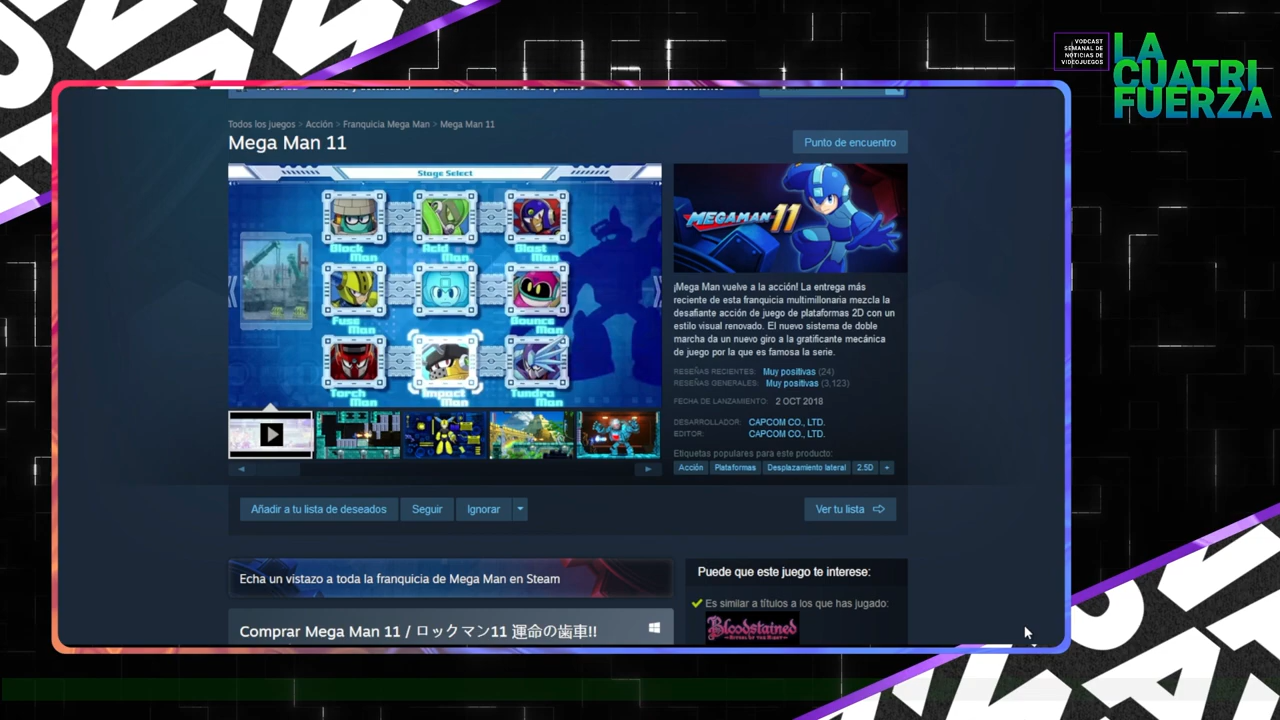 VODCAST
SEMANAL DE
NOTICIAS DE
VIDEOJUEGOS
LA
CUATRI
FUERZA
Todos los juegos > Acción > Franquicia Mega Man > Mega Man 11
Mega Man 11
Punto de encuentro
Stage Select
Block
Man
Acid
Man
Blast
Man
Fuse
Man
Bounce
Man
Torch
Man
Impact
Man
Tundra
Man
MEGAMAN 11
¡Mega Man vuelve a la acción! La entrega más
reciente de esta franquicia multimillonaria mezcla la
desafiante acción de juego de plataformas 2D con un
estilo visual renovado. El nuevo sistema de doble
marcha da un nuevo giro a la gratificante mecánica
de juego por la que es famosa la serie.
RESEÑAS RECIENTES: Muy positivas (24)
RESEÑAS GENERALES: Muy positivas (3,123)
FECHA DE LANZAMIENTO: 2 OCT 2018
DESARROLLADOR: CAPCOM CO., LTD.
EDITOR: CAPCOM CO., LTD.
Etiquetas populares para este producto:
Acción Plataformas Desplazamiento lateral 2.5D +
Añadir a tu lista de deseados Seguir Ignorar Ver tu lista
Echa un vistazo a toda la franquicia de Mega Man en Steam
Puede que este juego te interese:
Es similar a títulos a los que has jugado:
Bloodstained
Comprar Mega Man 11 / ロックマン11 運命の歯車!!